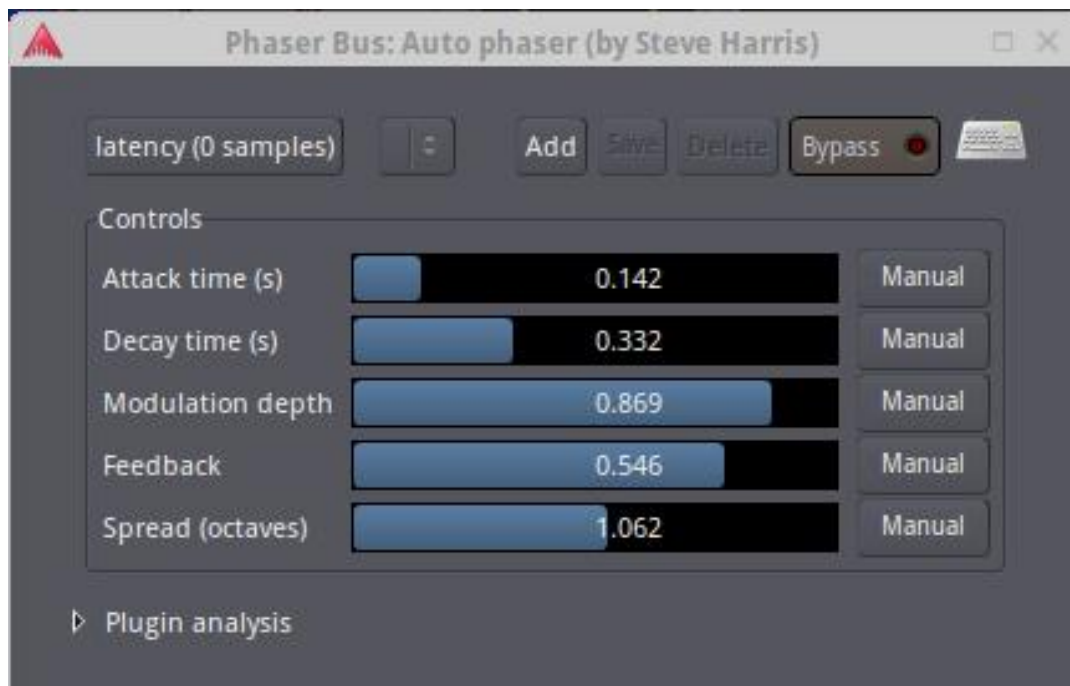 Phaser Bus: Auto phaser (by Steve Harris)
latency (0 samples) Add Save Delete Bypass
Controls
Attack time (s) 0.142 Manual
Decay time (s) 0.332 Manual
Modulation depth 0.869 Manual
Feedback 0.546 Manual
Spread (octaves) 1.062 Manual
Plugin analysis